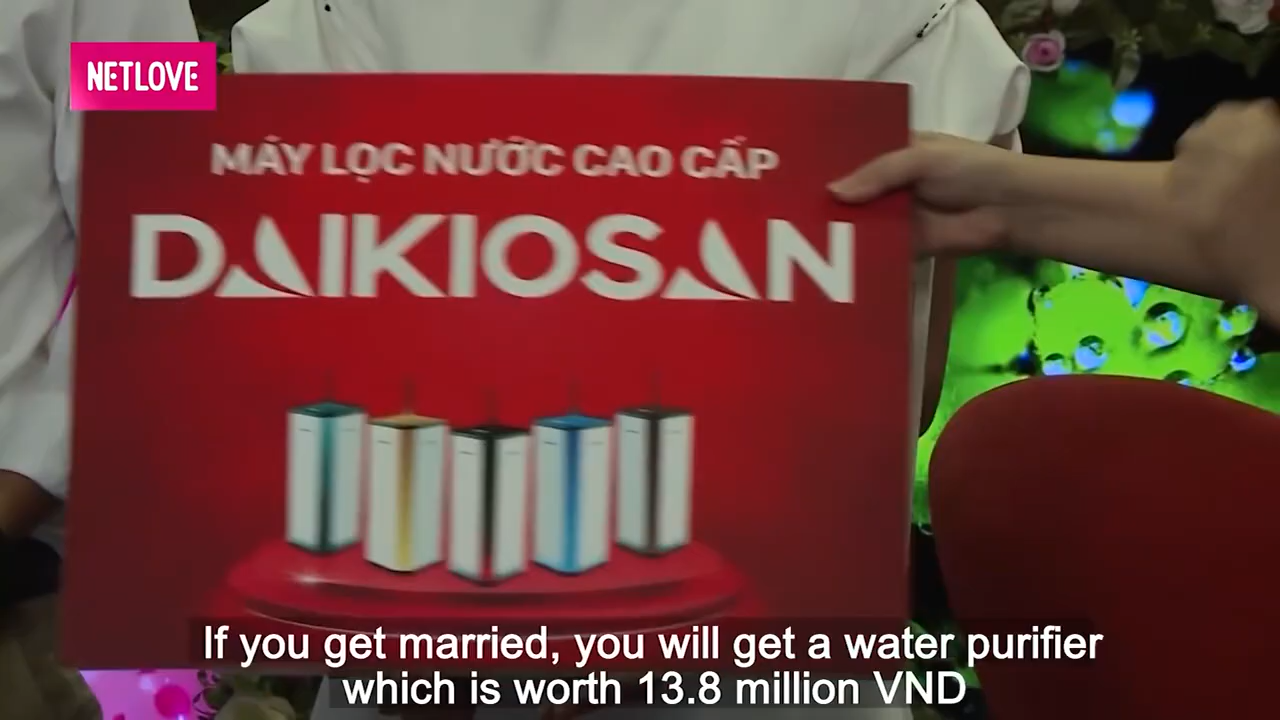 NETLOVE
MÁY LỌC NƯỚC CAO CẤP
DAIKIOSAN
If you get married, you will get a water purifier
which is worth 13.8 million VND